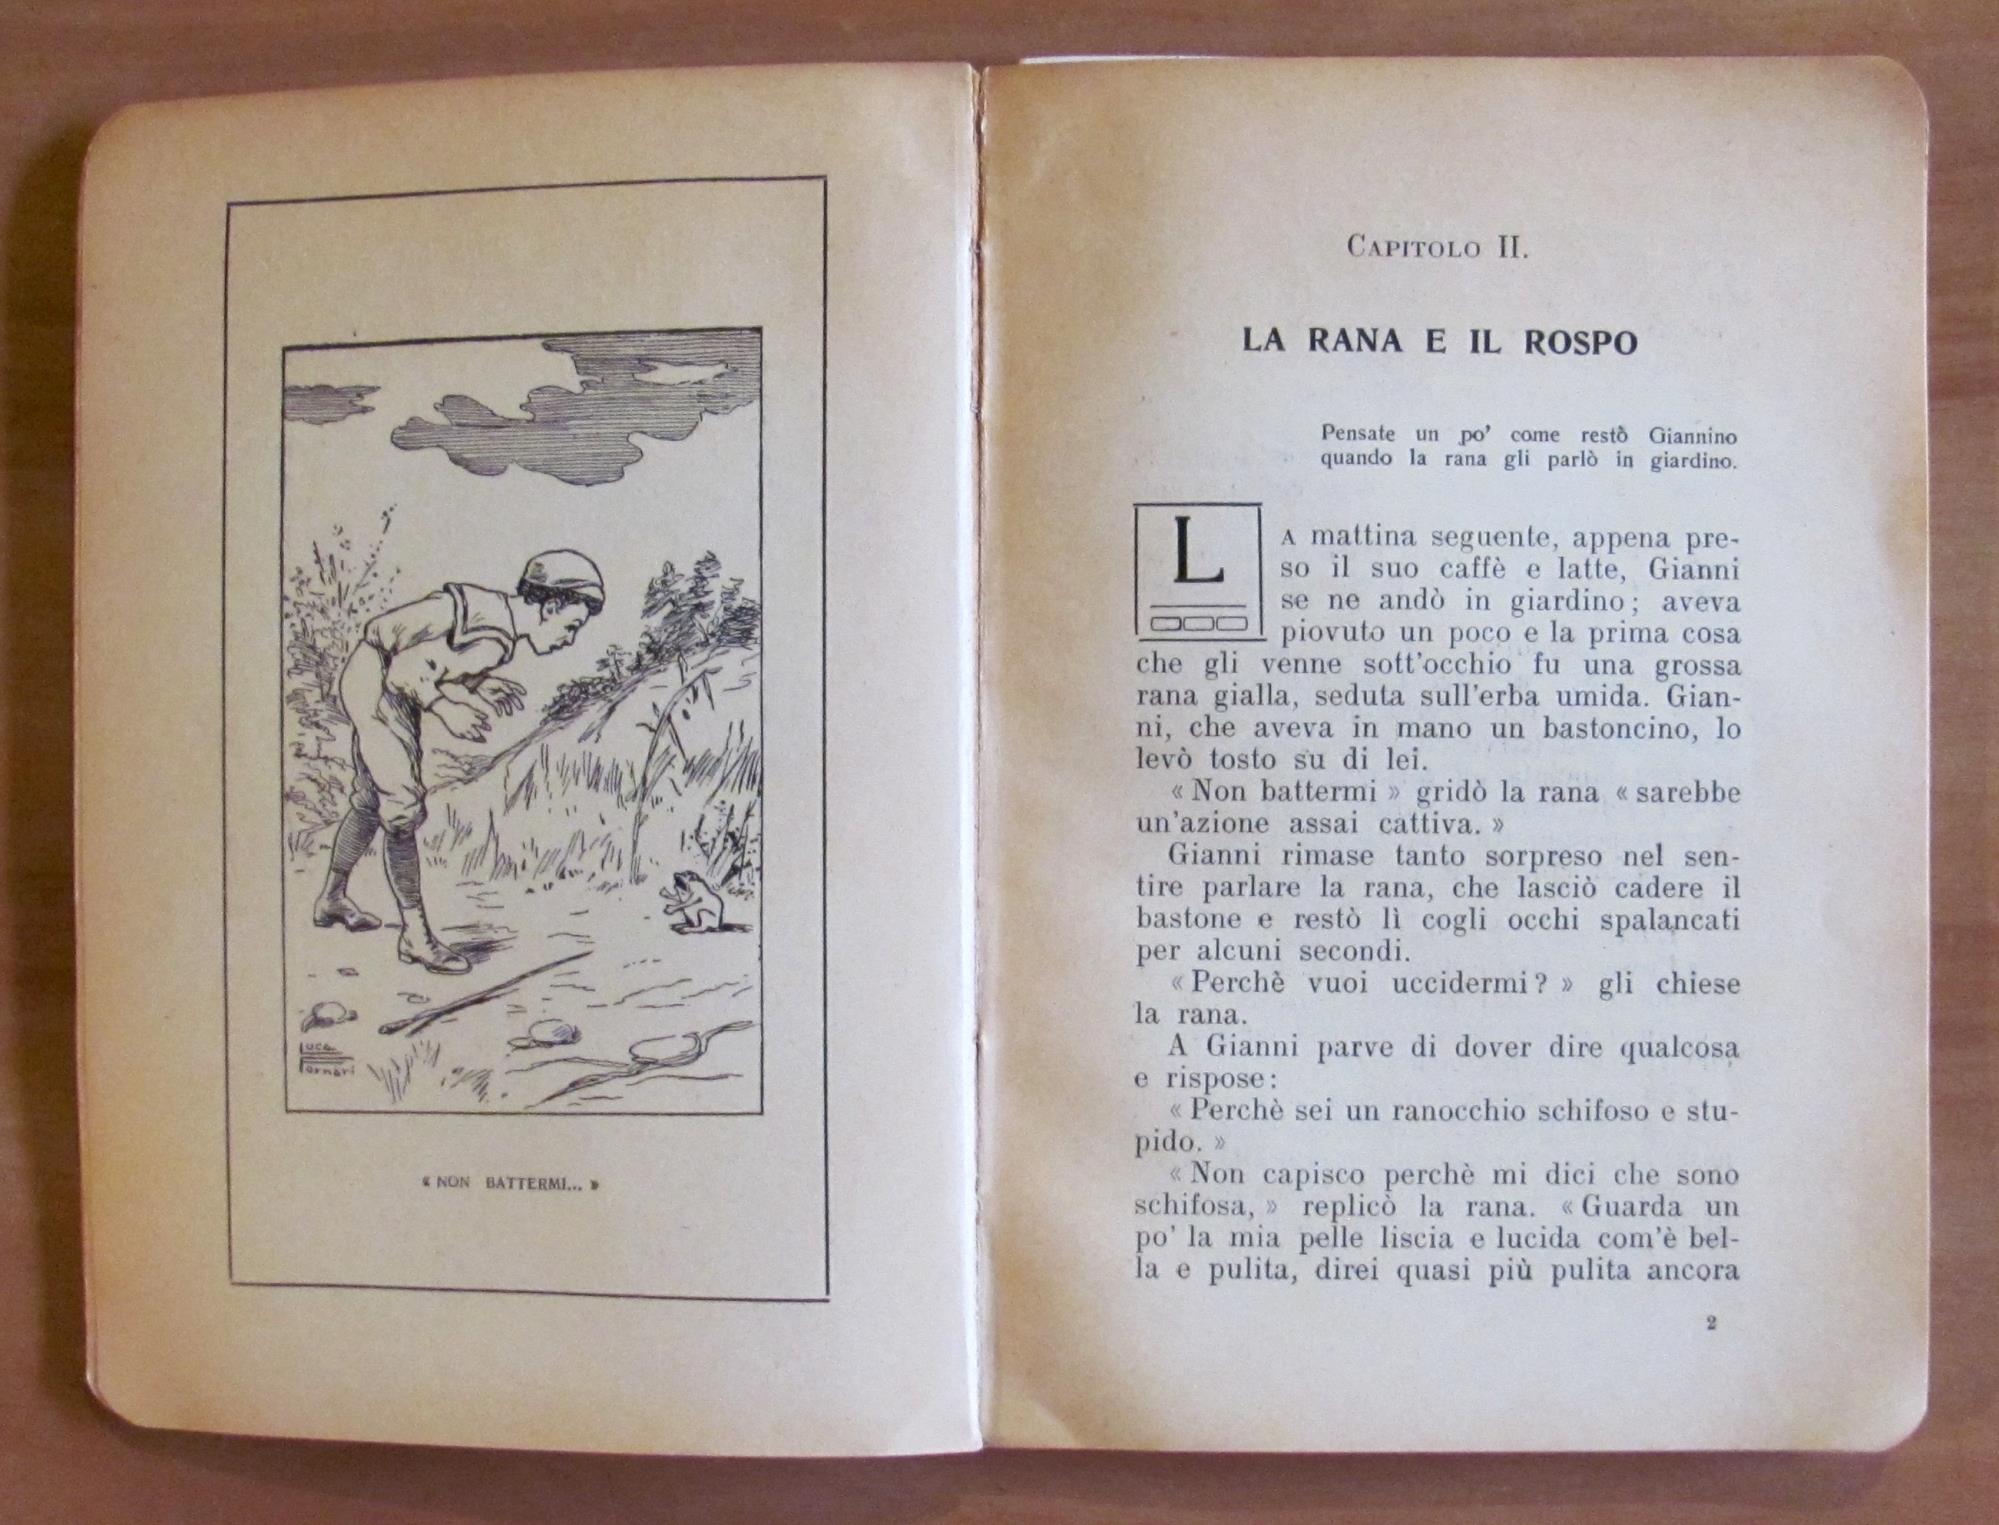 Luca
Fornari
« NON BATTERMI... »
CAPITOLO II.
LA RANA E IL ROSPO
Pensate un po' come restò Giannino
quando la rana gli parlò in giardino.
LA mattina seguente, appena pre-
so il suo caffè e latte, Gianni
se ne andò in giardino; aveva
piovuto un poco e la prima cosa
che gli venne sott'occhio fu una grossa
rana gialla, seduta sull'erba umida. Gian-
ni, che aveva in mano un bastoncino, lo
levò tosto su di lei.
« Non battermi » gridò la rana « sarebbe
un'azione assai cattiva. »
Gianni rimase tanto sorpreso nel sen-
tire parlare la rana, che lasciò cadere il
bastone e restò lì cogli occhi spalancati
per alcuni secondi.
« Perchè vuoi uccidermi? » gli chiese
la rana.
A Gianni parve di dover dire qualcosa
e rispose:
« Perchè sei un ranocchio schifoso e stu-
pido. »
« Non capisco perchè mi dici che sono
schifosa, » replicò la rana. « Guarda un
po' la mia pelle liscia e lucida com'è bel-
la e pulita, direi quasi più pulita ancora
2